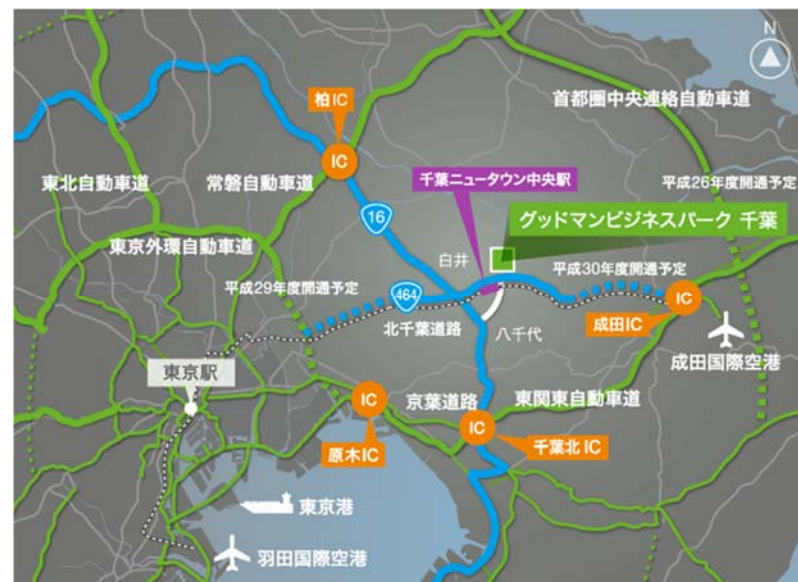 N
柏IC
IC
首都圏中央連絡自動車道
東北自動車道
常磐自動車道
千葉ニュータウン中央駅
平成26年度開通予定
16
グッドマンビジネスパーク 千葉
東京外環自動車道
白井
平成30年度開通予定
平成29年度開通予定
464
IC
北千葉道路
八千代
成田IC
成田国際空港
東京駅
IC
京葉道路
東関東自動車道
IC
原木IC
千葉北IC
東京港
羽田国際空港